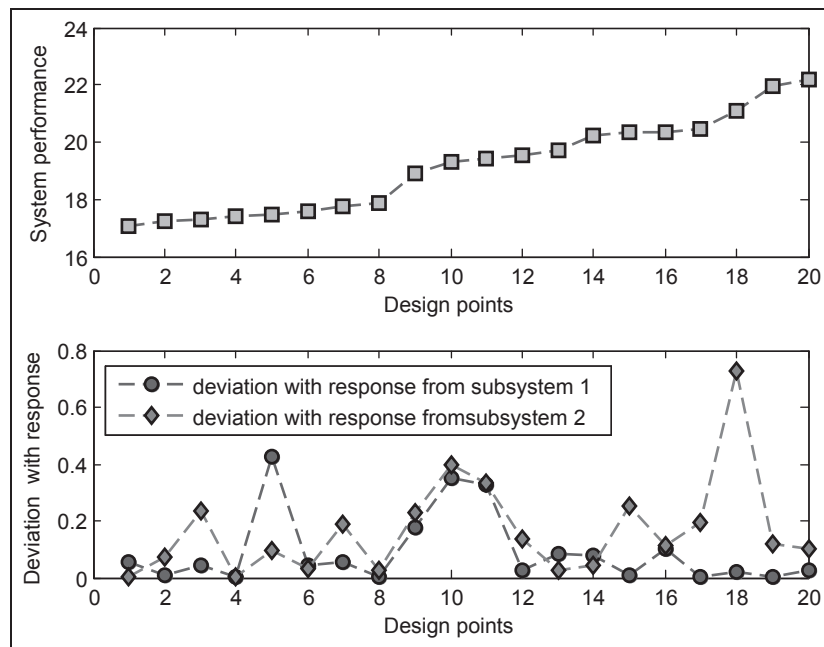 24
22
20
18
16
System performance
0 2 4 6 8 10 12 14 16 18 20
Design points
0.8
0.6
0.4
0.2
0
Deviation with response
deviation with response from subsystem 1
deviation with response fromsubsystem 2
0 2 4 6 8 10 12 14 16 18 20
Design points